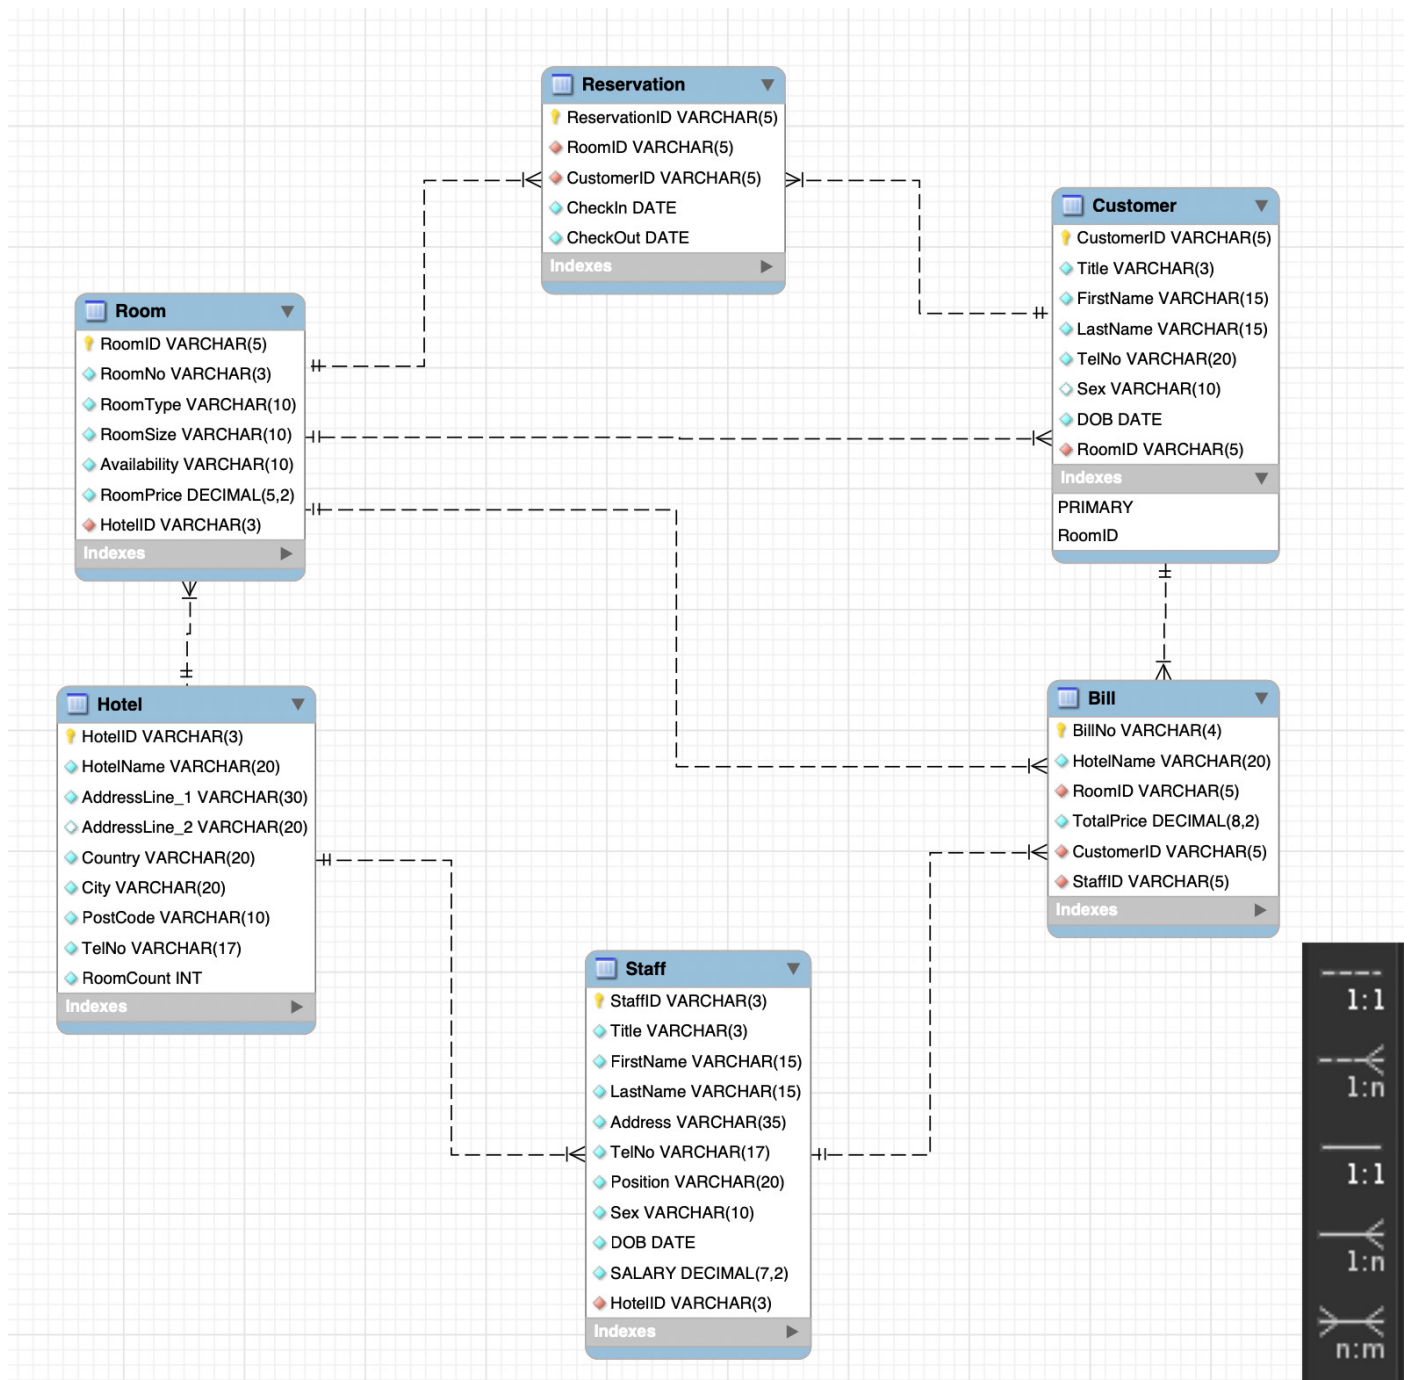 Reservation
ReservationID VARCHAR(5)
RoomID VARCHAR(5)
CustomerID VARCHAR(5)
CheckIn DATE
CheckOut DATE
Indexes
Customer
CustomerID VARCHAR(5)
Title VARCHAR(3)
FirstName VARCHAR(15)
LastName VARCHAR(15)
TelNo VARCHAR(20)
Sex VARCHAR(10)
DOB DATE
RoomID VARCHAR(5)
Indexes
PRIMARY
RoomID
Room
RoomID VARCHAR(5)
RoomNo VARCHAR(3)
RoomType VARCHAR(10)
RoomSize VARCHAR(10)
Availability VARCHAR(10)
RoomPrice DECIMAL(5,2)
HotelID VARCHAR(3)
Indexes
Hotel
HotelID VARCHAR(3)
HotelName VARCHAR(20)
AddressLine_1 VARCHAR(30)
AddressLine_2 VARCHAR(20)
Country VARCHAR(20)
City VARCHAR(20)
PostCode VARCHAR(10)
TelNo VARCHAR(17)
RoomCount INT
Indexes
Bill
BillNo VARCHAR(4)
HotelName VARCHAR(20)
RoomID VARCHAR(5)
TotalPrice DECIMAL(8,2)
CustomerID VARCHAR(5)
StaffID VARCHAR(5)
Indexes
Staff
StaffID VARCHAR(3)
Title VARCHAR(3)
FirstName VARCHAR(15)
LastName VARCHAR(15)
Address VARCHAR(35)
TelNo VARCHAR(17)
Position VARCHAR(20)
Sex VARCHAR(10)
DOB DATE
SALARY DECIMAL(7,2)
HotelID VARCHAR(3)
Indexes
1:1
1:n
1:1
1:n
n:m